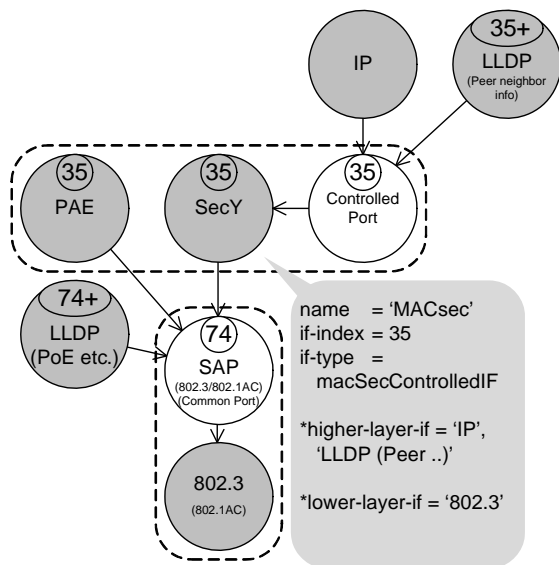 35+
LLDP
(Peer neighbor
info)
IP
35
PAE
35
SecY
35
Controlled
Port
74+
LLDP
(PoE etc.)
74
SAP
(802.3/802.1AC)
(Common Port)
802.3
(802.1AC)
name = ‘MACsec’
if-index = 35
if-type =
macSecControlledIF
*higher-layer-if = ‘IP’,
‘LLDP (Peer ..)’
*lower-layer-if = ‘802.3’